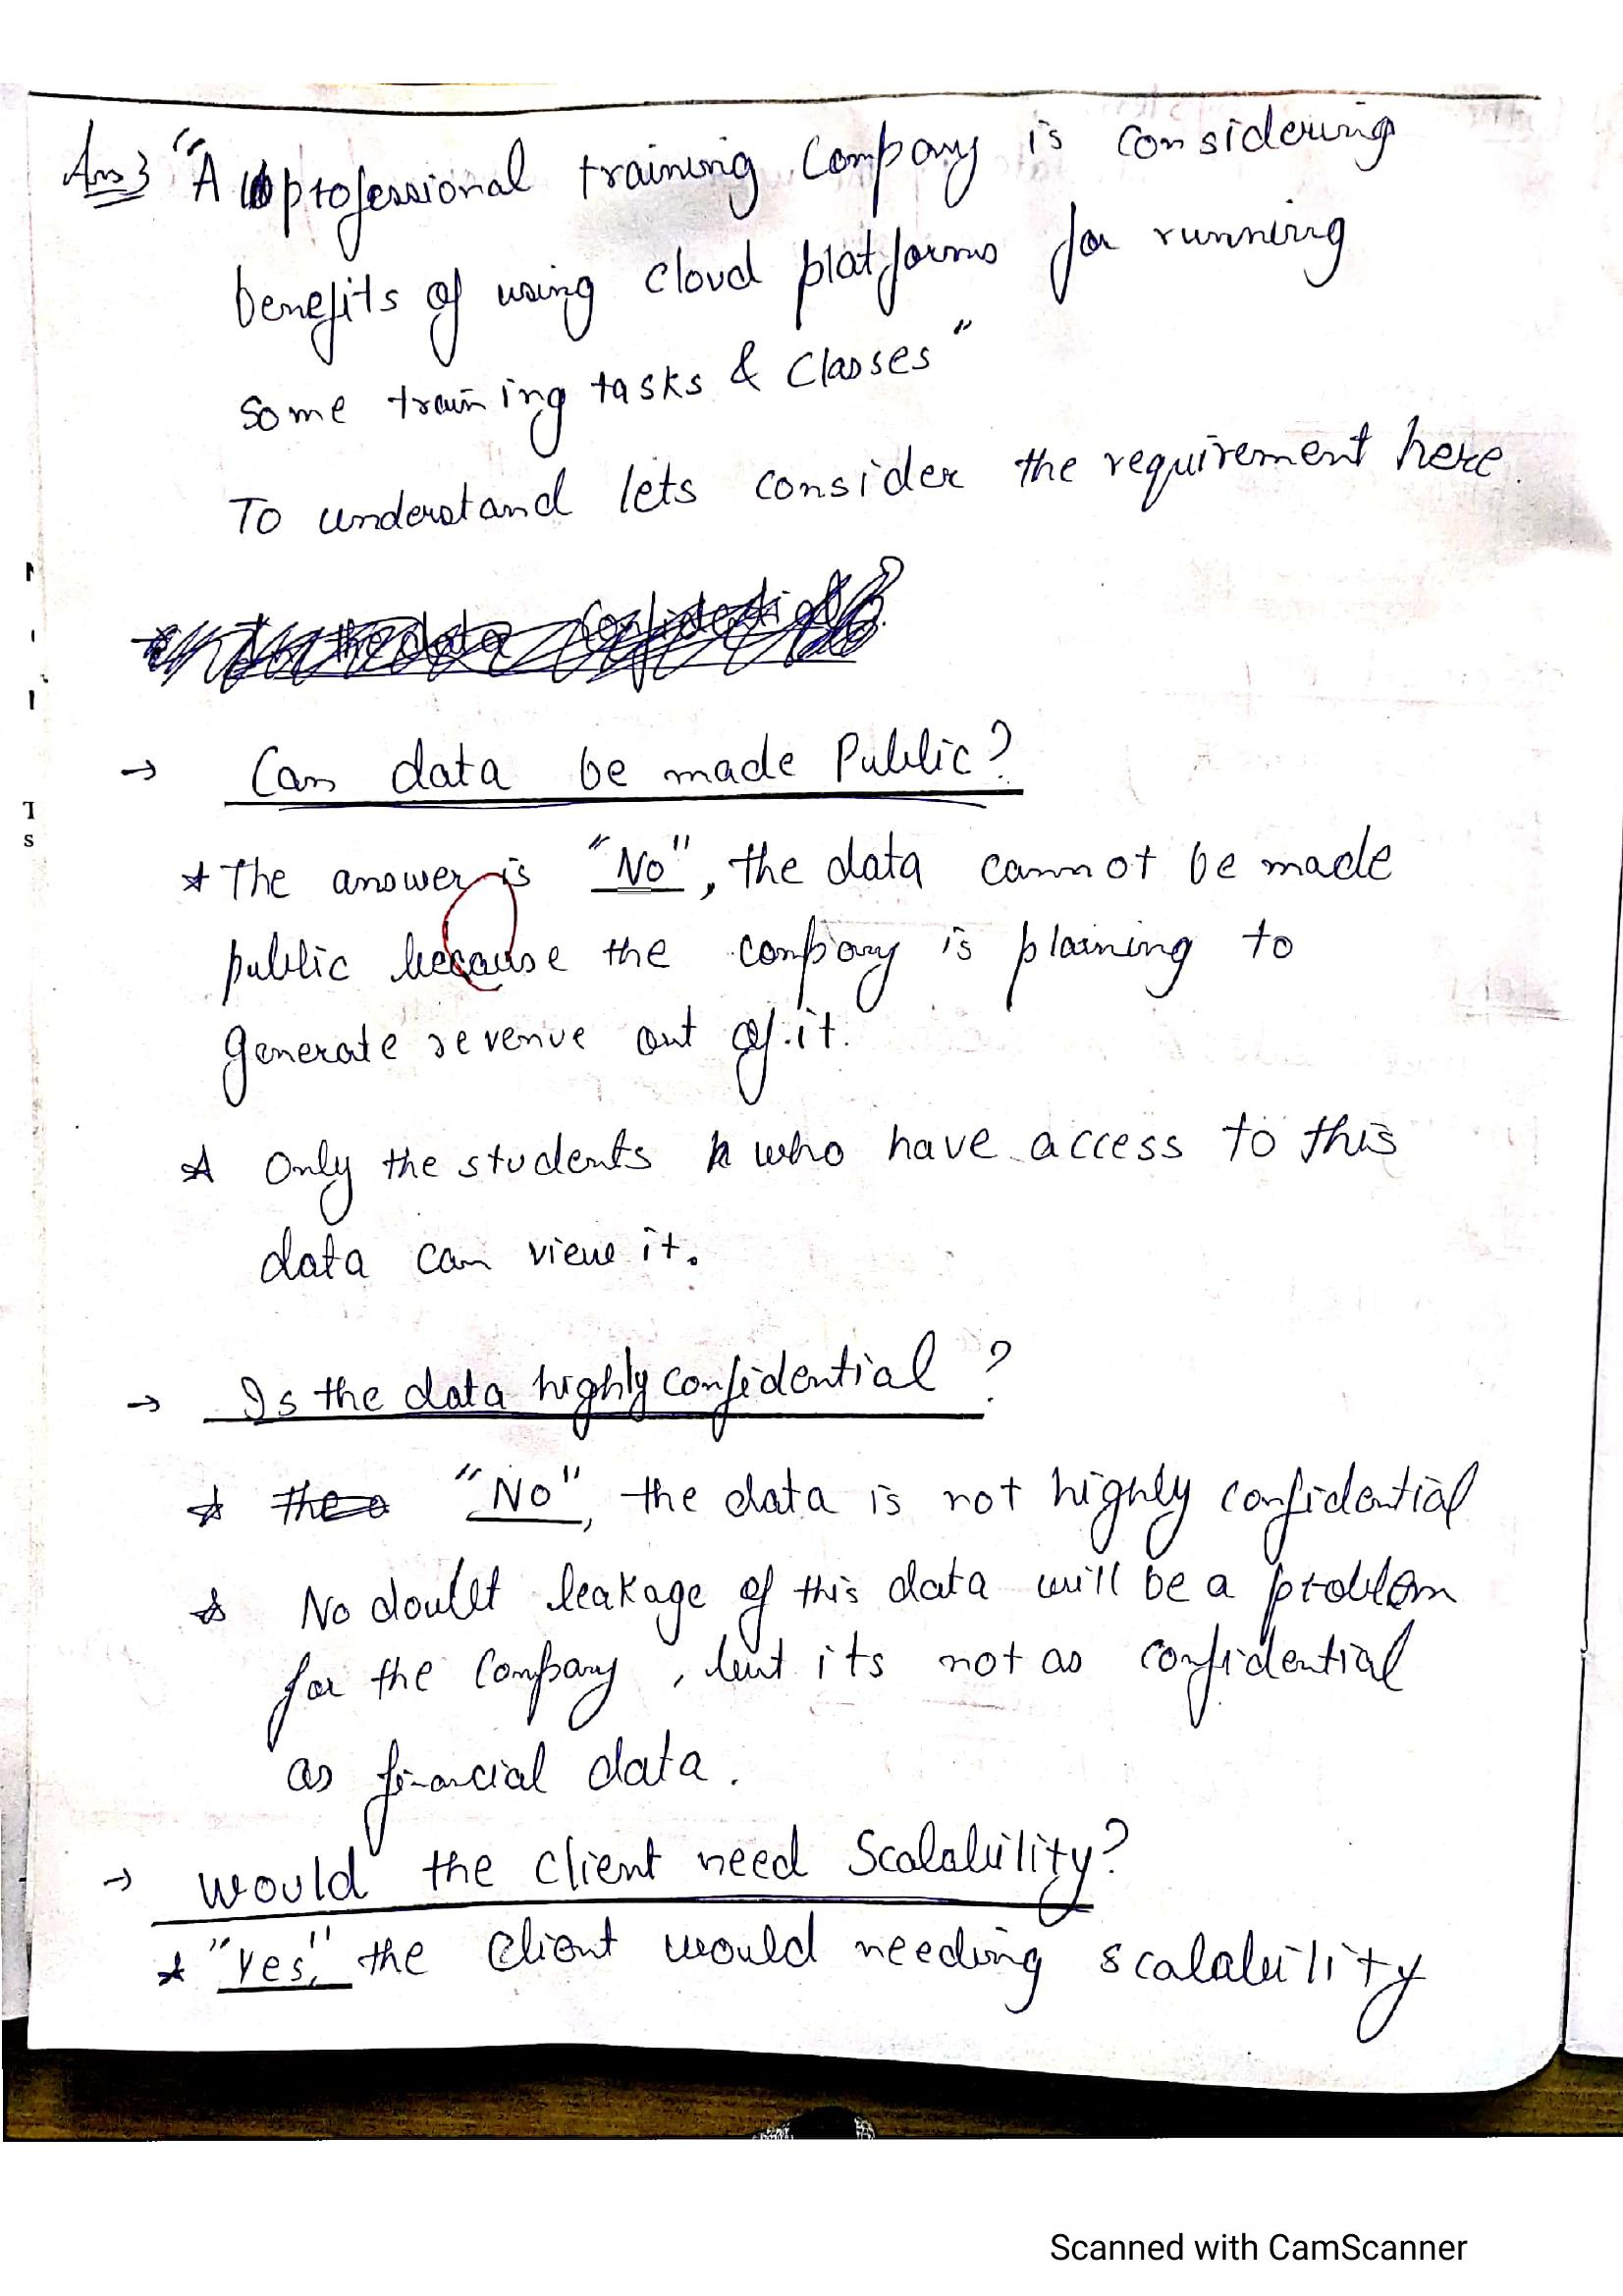 Ans 3 "A professional training Company is considering
benefits of using cloud platforms for running
some training tasks & Classes"
To understand lets consider the requirement here
the data Confidential?
→ Can data be made Public?
* The answer is "No", the data cannot be made
public because the company is planing to
generate revenue out of it.
* Only the students who have access to this
data can view it.
→ Is the data highly confidential?
* the "No", the data is not highly confidential
* No doubt leakage of this data will be a problem
for the Company, but its not as confidential
as financial data.
→ would the client need Scalability?
* "Yes," the Client would needing scalability
T
s
Scanned with CamScanner